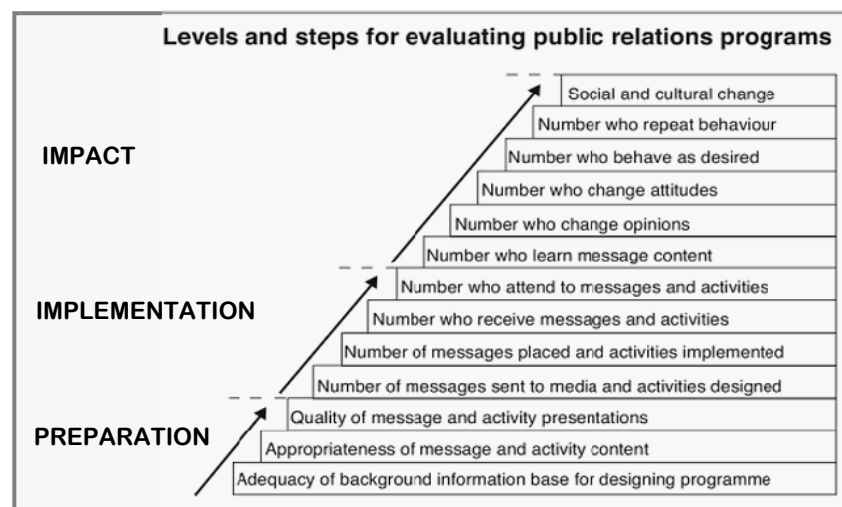 Levels and steps for evaluating public relations programs
Social and cultural change
Number who repeat behaviour
IMPACT
Number who behave as desired
Number who change attitudes
Number who change opinions
Number who learn message content
Number who attend to messages and activities
IMPLEMENTATION
Number who receive messages and activities
Number of messages placed and activities implemented
Number of messages sent to media and activities designed
Quality of message and activity presentations
PREPARATION
Appropriateness of message and activity content
Adequacy of background information base for designing programme